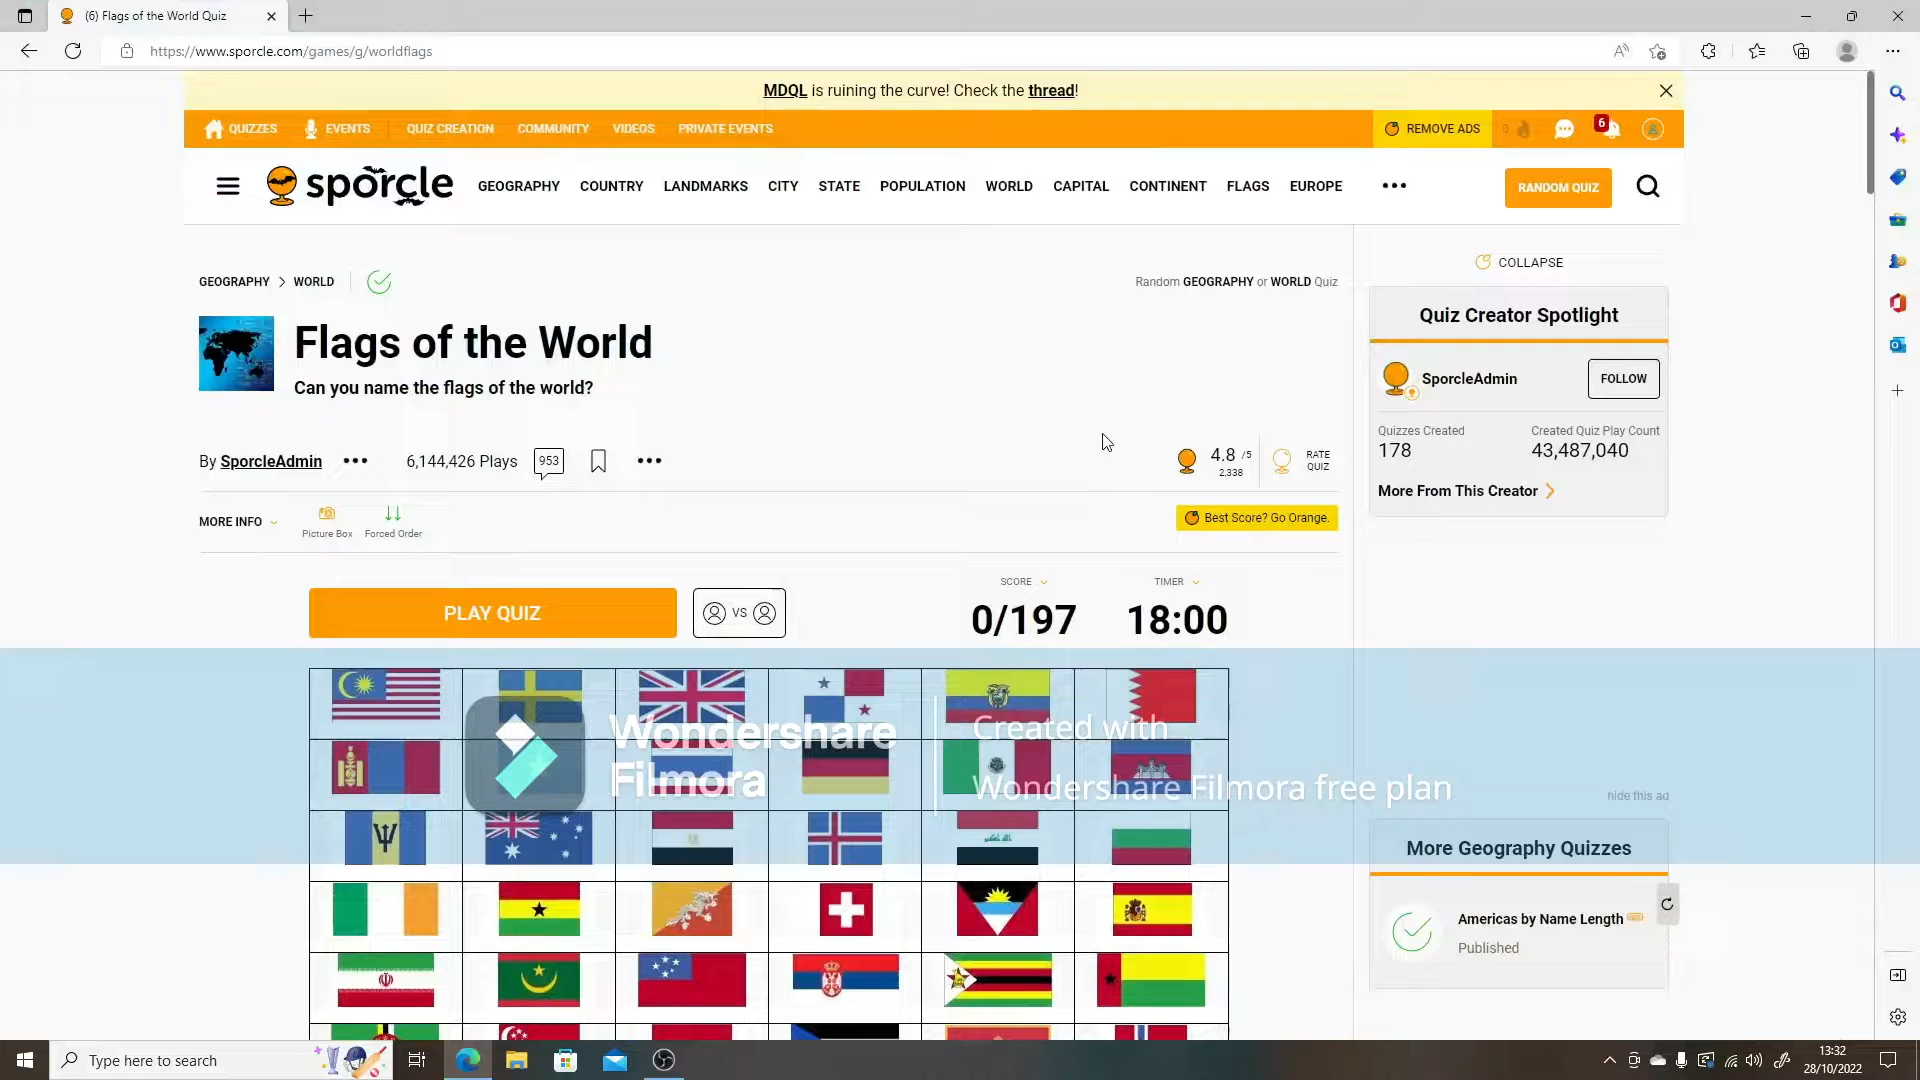 (6) Flags of the World Quiz
https://www.sporcle.com/games/g/worldflags
MDQL is ruining the curve! Check the thread!
QUIZZES EVENTS QUIZ CREATION COMMUNITY VIDEOS PRIVATE EVENTS
REMOVE ADS 0 6
sporcle GEOGRAPHY COUNTRY LANDMARKS CITY STATE POPULATION WORLD CAPITAL CONTINENT FLAGS EUROPE ••• RANDOM QUIZ
GEOGRAPHY > WORLD
Random GEOGRAPHY or WORLD Quiz
COLLAPSE
Flags of the World
Can you name the flags of the world?
Quiz Creator Spotlight
SporcleAdmin FOLLOW
Quizzes Created
178
Created Quiz Play Count
43,487,040
More From This Creator
By SporcleAdmin ••• 6,144,426 Plays 953 •••
4.8 /5
2,338
RATE
QUIZ
MORE INFO
Picture Box Forced Order
Best Score? Go Orange.
PLAY QUIZ VS
SCORE
0/197
TIMER
18:00
Wondershare
Filmora
Created with
Wondershare Filmora free plan
hide this ad
More Geography Quizzes
Americas by Name Length
Published
Type here to search
13:32
28/10/2022